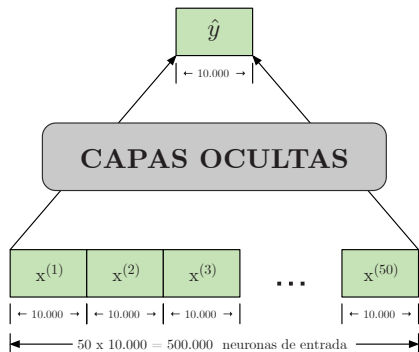 ŷ
← 10.000 →
CAPAS OCULTAS
x⁽¹⁾ x⁽²⁾ x⁽³⁾ ... x⁽⁵⁰⁾
← 10.000 → ← 10.000 → ← 10.000 → ← 10.000 →
50 x 10.000 = 500.000 neuronas de entrada